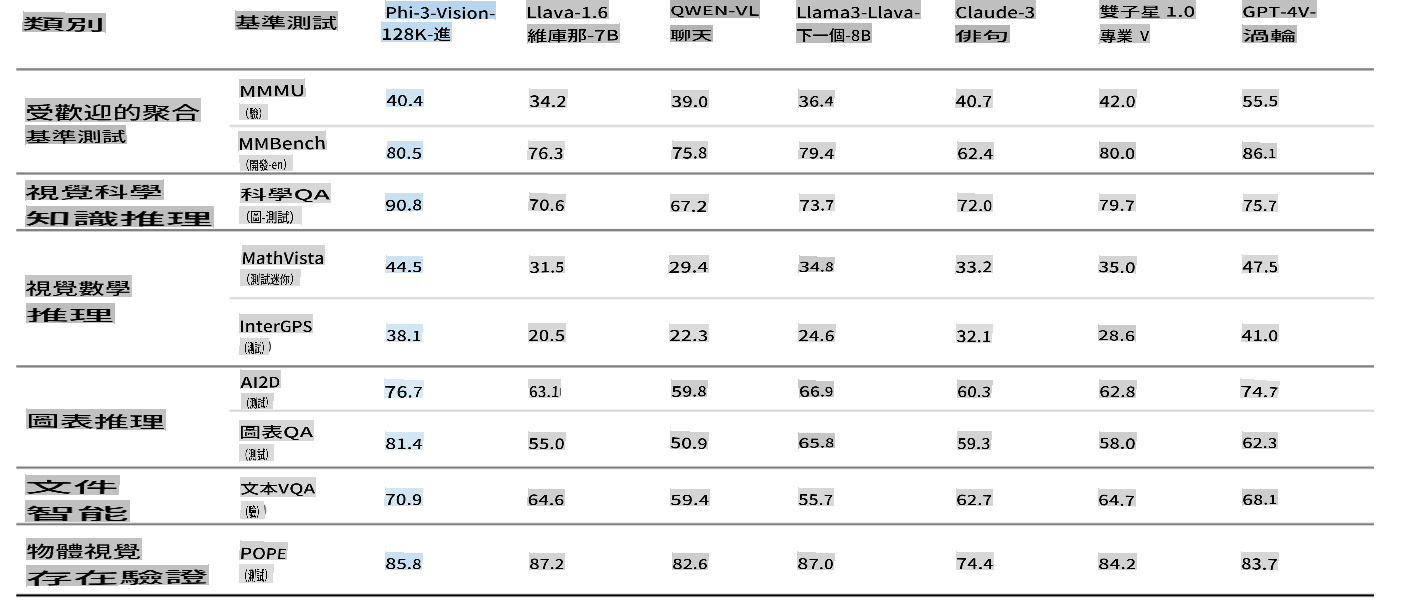 類別 基準測試 Phi-3-Vision-128K-進 Llava-1.6 維庫那-7B QWEN-VL 聊天 Llama3-Llava-下一個-8B Claude-3 俳句 雙子星 1.0 專業 V GPT-4V-渦輪
受歡迎的聚合
基準測試
MMMU 40.4 34.2 39.0 36.4 40.7 42.0 55.5
(驗)
MMBench 80.5 76.3 75.8 79.4 62.4 80.0 86.1
(開發-en)
視覺科學
知識推理
科學QA 90.8 70.6 67.2 73.7 72.0 79.7 75.7
(圖-測試)
視覺數學
推理
MathVista 44.5 31.5 29.4 34.8 33.2 35.0 47.5
(測試迷你)
InterGPS 38.1 20.5 22.3 24.6 32.1 28.6 41.0
(測試)
圖表推理
AI2D 76.7 63.1 59.8 66.9 60.3 62.8 74.7
(測試)
圖表QA 81.4 55.0 50.9 65.8 59.3 58.0 62.3
(測試)
文件
智能
文本VQA 70.9 64.6 59.4 55.7 62.7 64.7 68.1
(驗)
物體視覺
存在驗證
POPE 85.8 87.2 82.6 87.0 74.4 84.2 83.7
(測試)